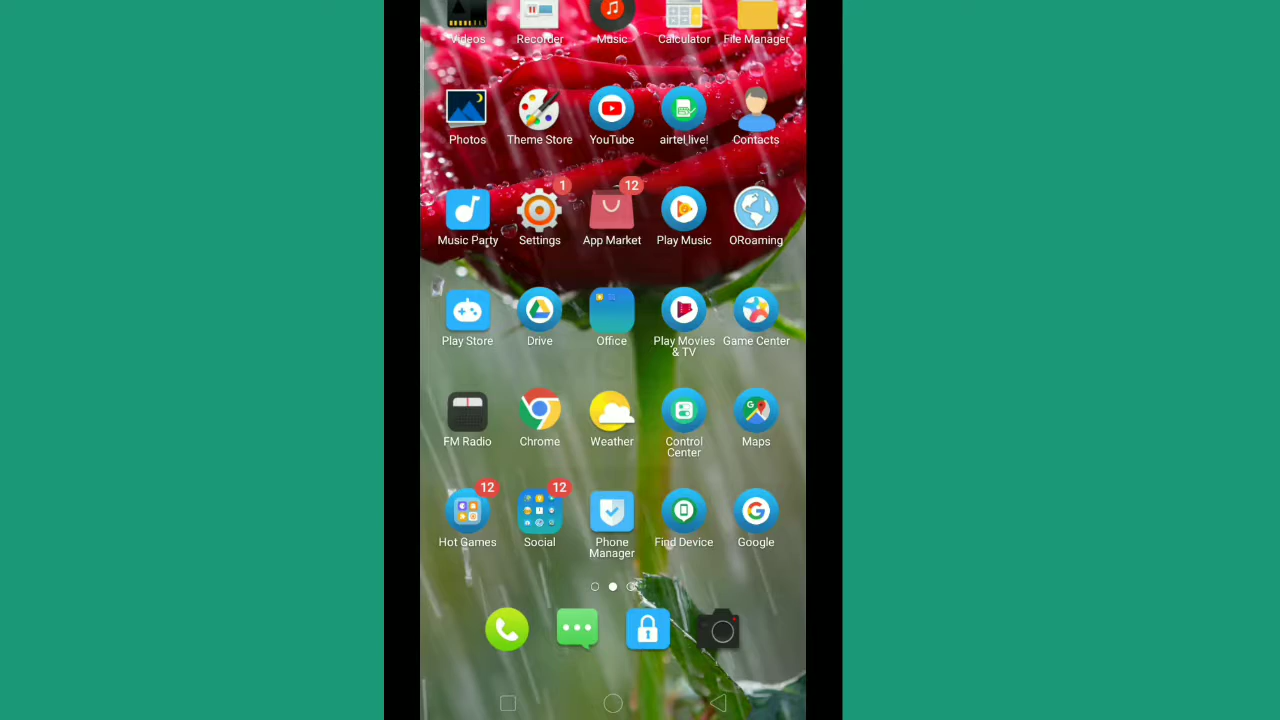 Videos Recorder Music Calculator File Manager
Photos Theme Store YouTube airtel live! Contacts
1 12
Music Party Settings App Market Play Music ORoaming
Play Store Drive Office Play Movies & TV Game Center
FM Radio Chrome Weather Control Center Maps
12 12
Hot Games Social Phone Manager Find Device Google